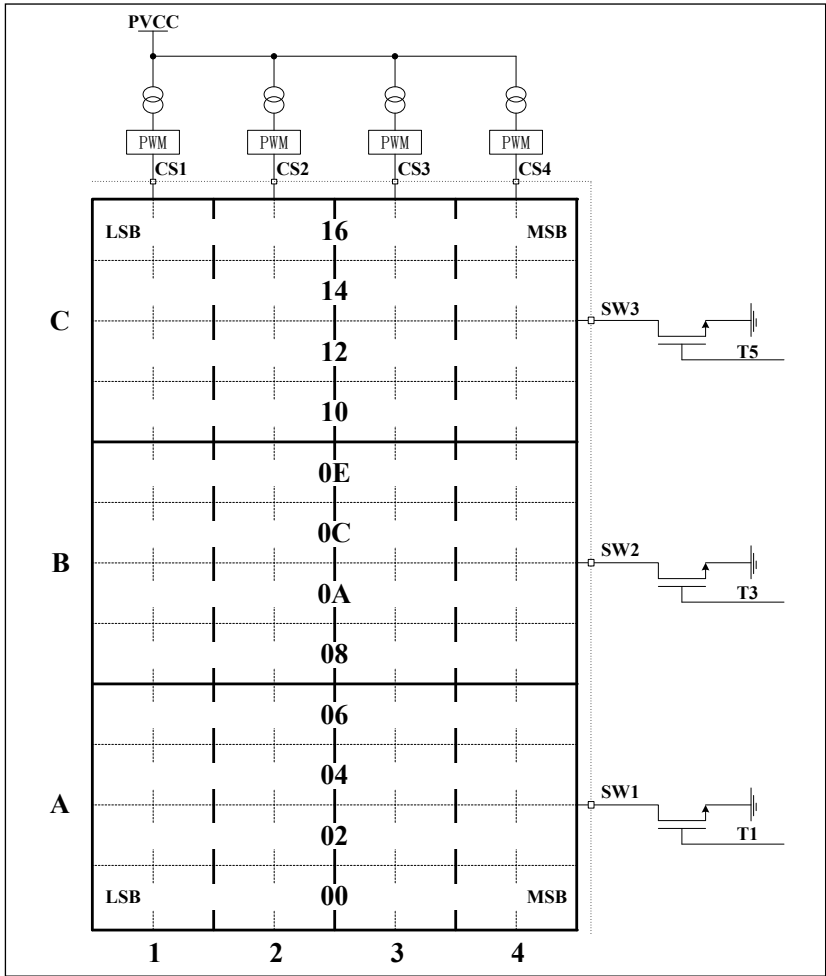 PVCC
PWM PWM PWM PWM
CS1 CS2 CS3 CS4
LSB 16 MSB
14
C SW3
12 T5
10
0E
0C
B SW2
0A T3
08
06
04
A SW1
02 T1
LSB 00 MSB
1 2 3 4